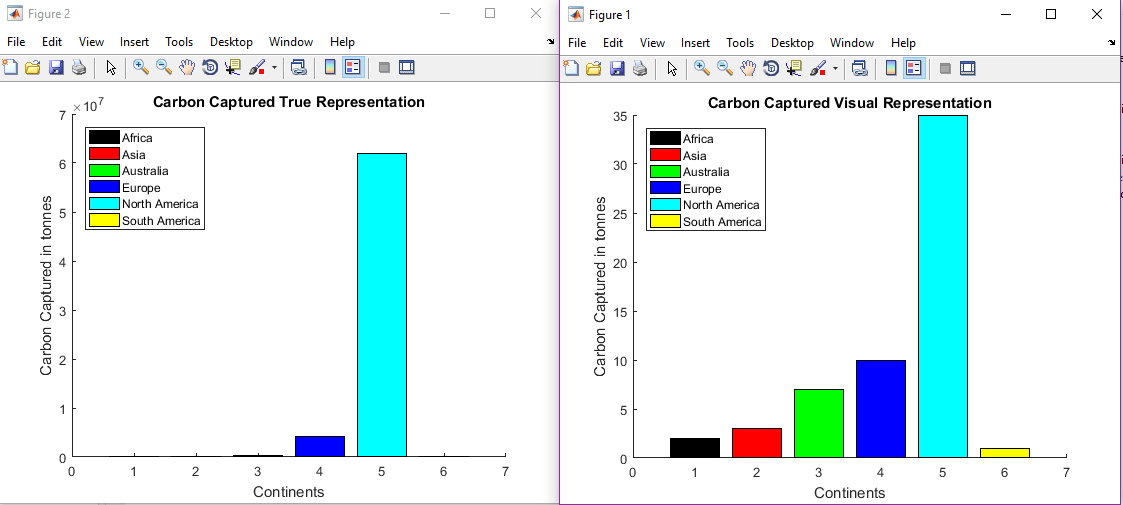 Figure 2
File Edit View Insert Tools Desktop Window Help
Carbon Captured True Representation
×10⁷
7
6
5
4
3
2
1
0
Carbon Captured in tonnes
Africa
Asia
Australia
Europe
North America
South America
0 1 2 3 4 5 6 7
Continents
Figure 1
File Edit View Insert Tools Desktop Window Help
Carbon Captured Visual Representation
35
30
25
20
15
10
5
0
Carbon Captured in tonnes
Africa
Asia
Australia
Europe
North America
South America
0 1 2 3 4 5 6 7
Continents